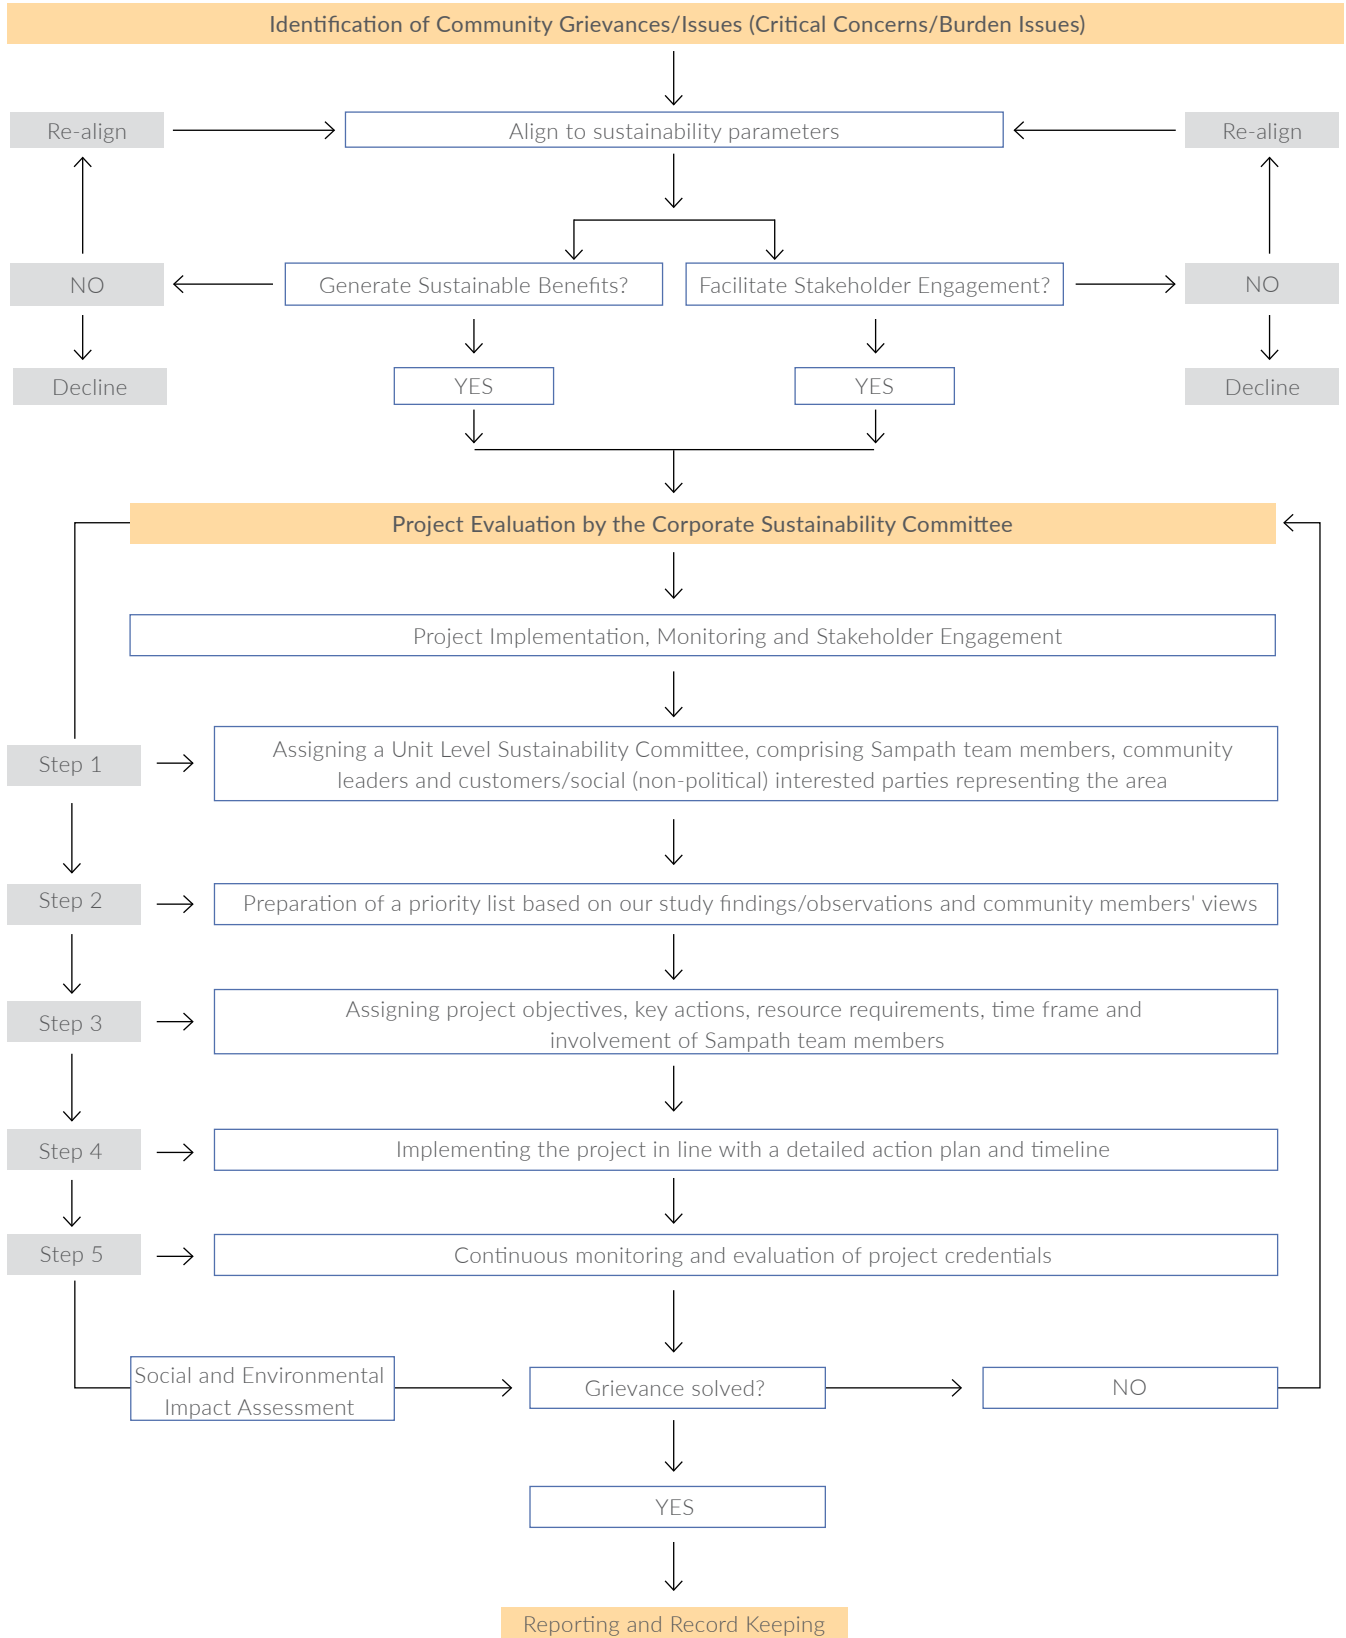 Identification of Community Grievances/Issues (Critical Concerns/Burden Issues)
Re-align
Align to sustainability parameters
Re-align
NO
Generate Sustainable Benefits?
Facilitate Stakeholder Engagement?
NO
Decline
YES
YES
Decline
Project Evaluation by the Corporate Sustainability Committee
Project Implementation, Monitoring and Stakeholder Engagement
Step 1
Assigning a Unit Level Sustainability Committee, comprising Sampath team members, community
leaders and customers/social (non-political) interested parties representing the area
Step 2
Preparation of a priority list based on our study findings/observations and community members' views
Step 3
Assigning project objectives, key actions, resource requirements, time frame and
involvement of Sampath team members
Step 4
Implementing the project in line with a detailed action plan and timeline
Step 5
Continuous monitoring and evaluation of project credentials
Social and Environmental
Impact Assessment
Grievance solved?
NO
YES
Reporting and Record Keeping